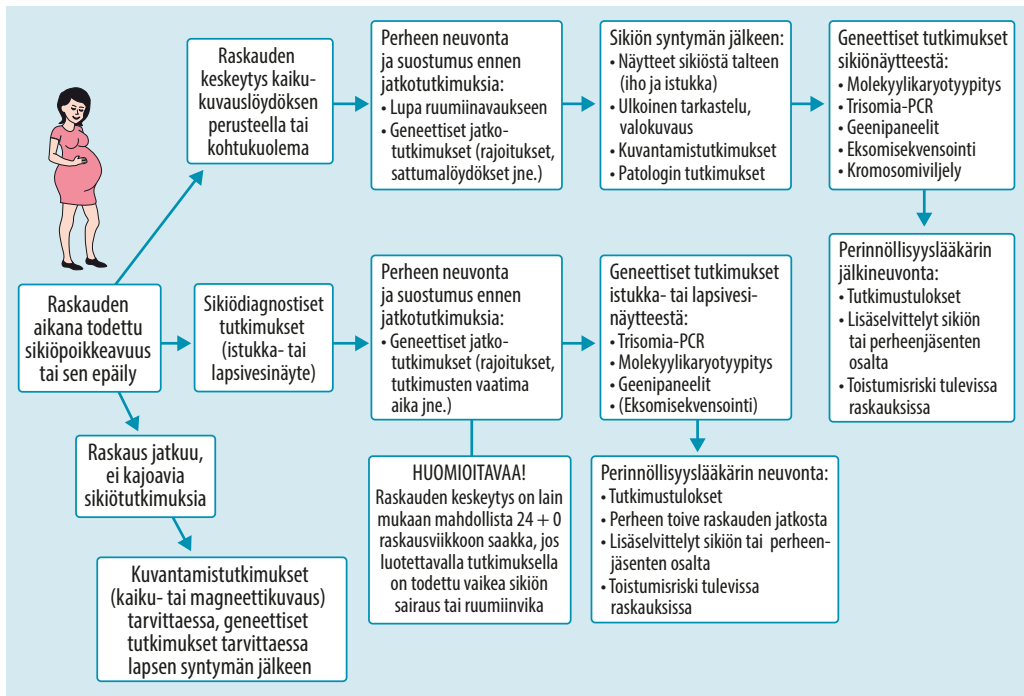 Raskauden
keskeytys kaiku-
kuvauslöydöksen
perusteella tai
kohtukuolema
Perheen neuvonta
ja suostumus ennen
jatkotutkimuksia:
• Lupa ruumiinavaukseen
• Geneettiset jatko-
tutkimukset (rajoitukset,
sattumalöydökset jne.)
Sikiön syntymän jälkeen:
• Näytteet sikiöstä talteen
(iho ja istukka)
• Ulkoinen tarkastelu,
valokuvaus
• Kuvantamistutkimukset
• Patologin tutkimukset
Geneettiset tutkimukset
sikiönäytteestä:
• Molekyylikaryotyypitys
• Trisomia-PCR
• Geenipaneelit
• Eksomisekvensointi
• Kromosomiviljely
Perinnöllisyyslääkärin
jälkineuvonta:
• Tutkimustulokset
• Lisäselvittelyt sikiön
tai perheenjäsenten
osalta
• Toistumisriski tulevissa
raskauksissa
Raskauden
aikana todettu
sikiöpoikkeavuus
tai sen epäily
Sikiödiagnostiset
tutkimukset
(istukka- tai
lapsivesinäyte)
Perheen neuvonta
ja suostumus ennen
jatkotutkimuksia:
• Geneettiset jatko-
tutkimukset (rajoitukset,
tutkimusten vaatima
aika jne.)
Geneettiset tutkimukset
istukka- tai lapsivesi-
näytteestä:
• Trisomia-PCR
• Molekyylikaryotyypitys
• Geenipaneelit
• (Eksomisekvensointi)
Raskaus jatkuu,
ei kajoavia
sikiötutkimuksia
HUOMIOITAVAA!
Raskauden keskeytys on lain
mukaan mahdollista 24 + 0
raskausviikkoon saakka, jos
luotettavalla tutkimuksella
on todettu vaikea sikiön
sairaus tai ruumiinvika
Perinnöllisyyslääkärin neuvonta:
• Tutkimustulokset
• Perheen toive raskauden jatkosta
• Lisäselvittelyt sikiön tai perheen-
jäsenten osalta
• Toistumisriski tulevissa
raskauksissa
Kuvantamistutkimukset
(kaiku- tai magneettikuvaus)
tarvittaessa, geneettiset
tutkimukset tarvittaessa
lapsen syntymän jälkeen